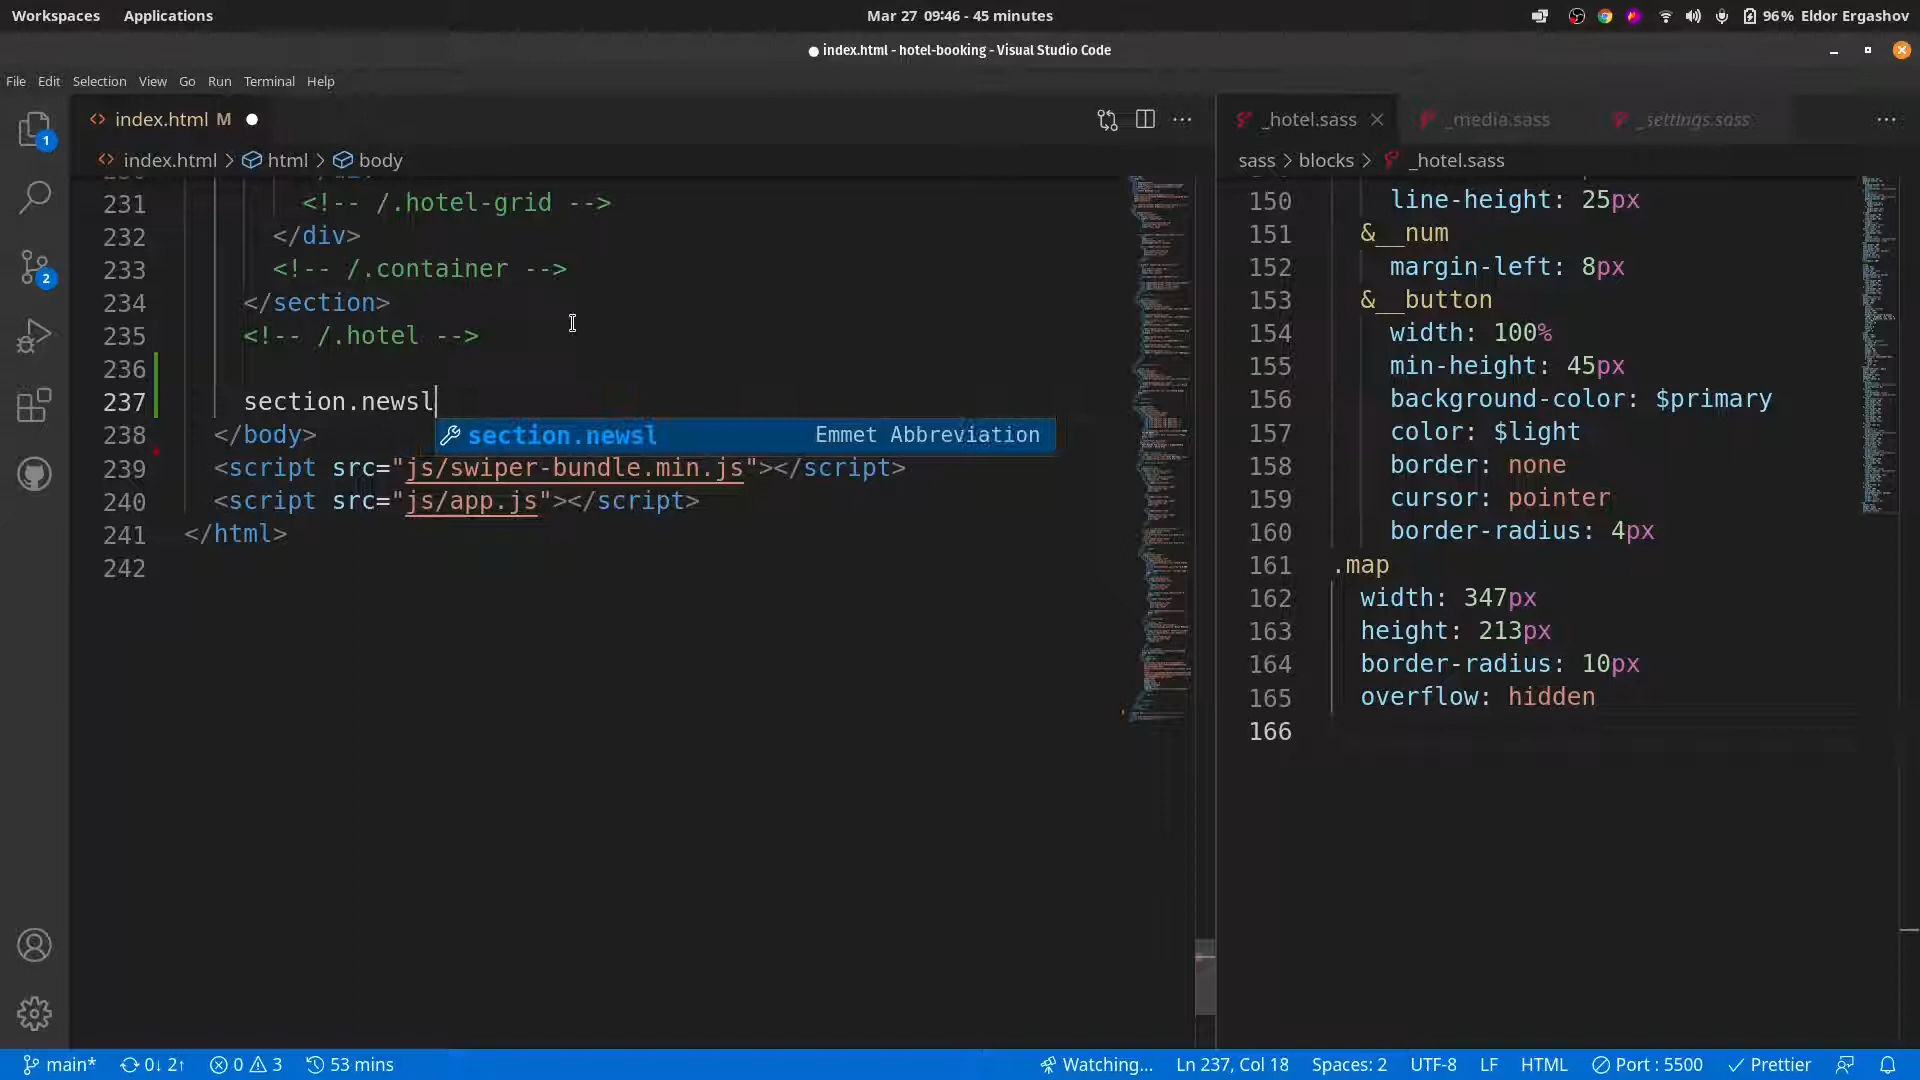 Workspaces Applications Mar 27 09:46 - 45 minutes 96% Eldor Ergashov
● index.html - hotel-booking - Visual Studio Code
File Edit Selection View Go Run Terminal Help
index.html M
index.html > html > body
231 <!-- /.hotel-grid -->
232 </div>
233 <!-- /.container -->
234 </section>
235 <!-- /.hotel -->
236
237 section.newsl
section.newsl Emmet Abbreviation
238 </body>
239 <script src="js/swiper-bundle.min.js"></script>
240 <script src="js/app.js"></script>
241 </html>
242
_hotel.sass _media.sass _settings.sass
sass > blocks > _hotel.sass
150 line-height: 25px
151 &__num
152 margin-left: 8px
153 &__button
154 width: 100%
155 min-height: 45px
156 background-color: $primary
157 color: $light
158 border: none
159 cursor: pointer
160 border-radius: 4px
161 .map
162 width: 347px
163 height: 213px
164 border-radius: 10px
165 overflow: hidden
166
1
2
main* 0↓ 2↑ 0 3 53 mins Watching... Ln 237, Col 18 Spaces: 2 UTF-8 LF HTML Port : 5500 Prettier